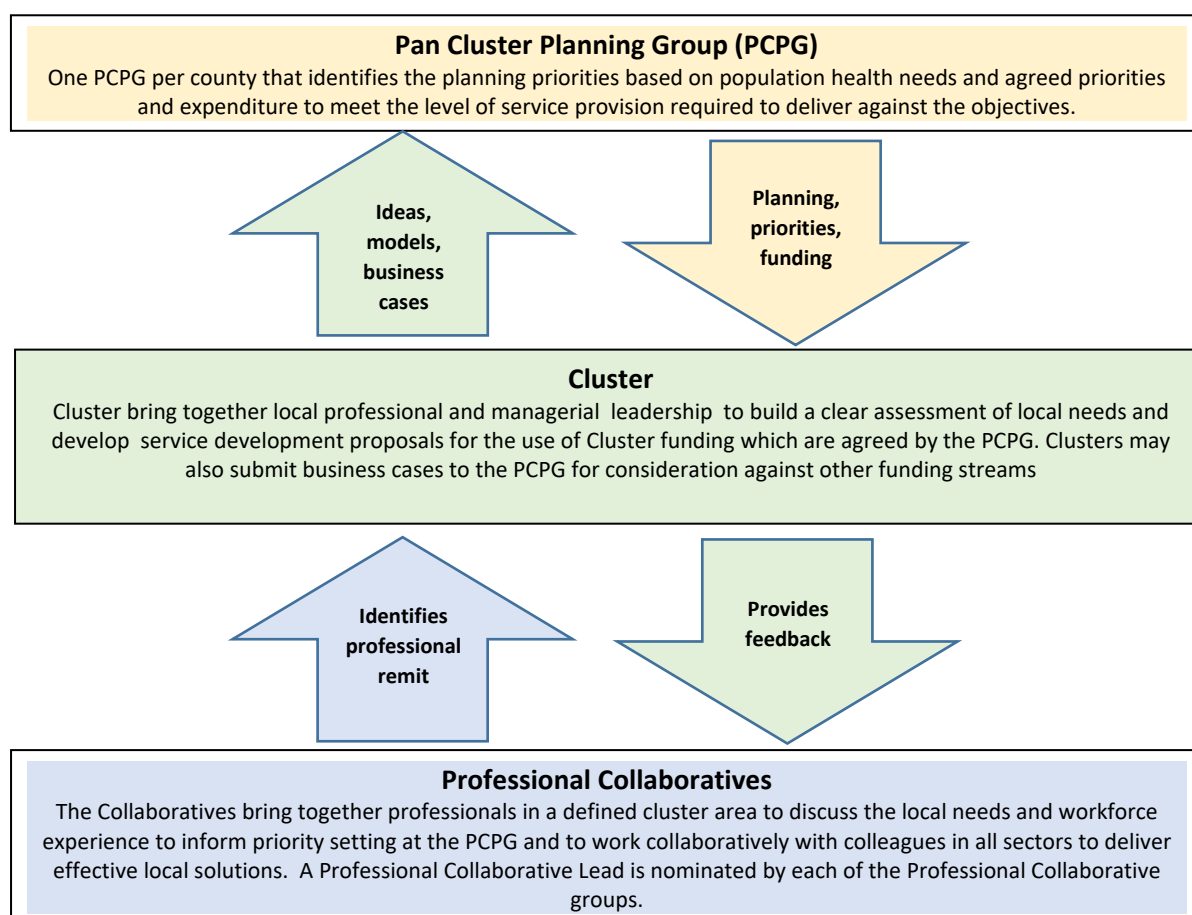 Pan Cluster Planning Group (PCPG)
One PCPG per county that identifies the planning priorities based on population health needs and agreed priorities
and expenditure to meet the level of service provision required to deliver against the objectives.
Ideas,
models,
business
cases
Planning,
priorities,
funding
Cluster
Cluster bring together local professional and managerial leadership to build a clear assessment of local needs and
develop service development proposals for the use of Cluster funding which are agreed by the PCPG. Clusters may
also submit business cases to the PCPG for consideration against other funding streams
Identifies
professional
remit
Provides
feedback
Professional Collaboratives
The Collaboratives bring together professionals in a defined cluster area to discuss the local needs and workforce
experience to inform priority setting at the PCPG and to work collaboratively with colleagues in all sectors to deliver
effective local solutions. A Professional Collaborative Lead is nominated by each of the Professional Collaborative
groups.